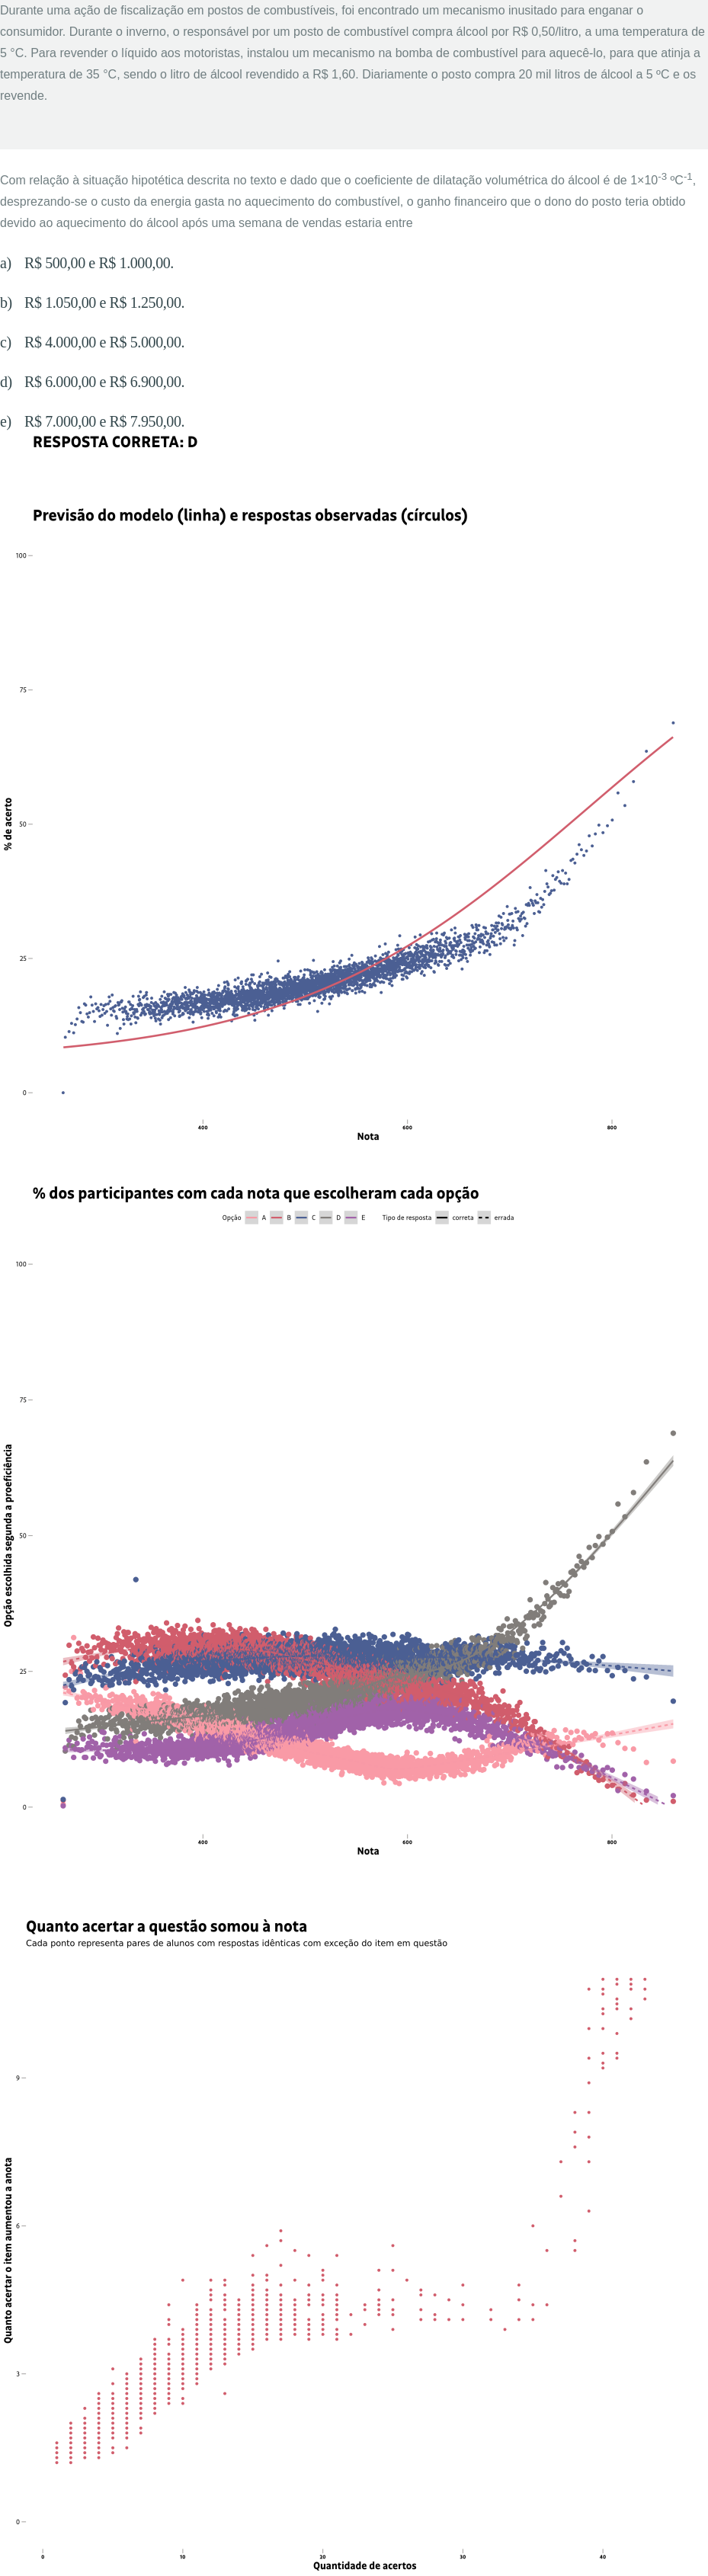 Durante uma ação de fiscalização em postos de combustíveis, foi encontrado um mecanismo inusitado para enganar o
consumidor. Durante o inverno, o responsável por um posto de combustível compra álcool por R$ 0,50/litro, a uma temperatura de
5 °C. Para revender o líquido aos motoristas, instalou um mecanismo na bomba de combustível para aquecê-lo, para que atinja a
temperatura de 35 °C, sendo o litro de álcool revendido a R$ 1,60. Diariamente o posto compra 20 mil litros de álcool a 5 ºC e os
revende.
Com relação à situação hipotética descrita no texto e dado que o coeficiente de dilatação volumétrica do álcool é de 1×10-3 ºC-1,
desprezando-se o custo da energia gasta no aquecimento do combustível, o ganho financeiro que o dono do posto teria obtido
devido ao aquecimento do álcool após uma semana de vendas estaria entre
a) R$ 500,00 e R$ 1.000,00.
b) R$ 1.050,00 e R$ 1.250,00.
c) R$ 4.000,00 e R$ 5.000,00.
d) R$ 6.000,00 e R$ 6.900,00.
e) R$ 7.000,00 e R$ 7.950,00.
RESPOSTA CORRETA: D
Previsão do modelo (linha) e respostas observadas (círculos)
100
75
50
25
0
% de acerto
400 600 800
Nota
% dos participantes com cada nota que escolheram cada opção
Opção A B C D E Tipo de resposta correta errada
100
75
50
25
0
Opção escolhida segunda a proeficiência
400 600 800
Nota
Quanto acertar a questão somou à nota
Cada ponto representa pares de alunos com respostas idênticas com exceção do item em questão
9
6
3
0
Quanto acertar o item aumentou a anota
0 10 20 30 40
Quantidade de acertos